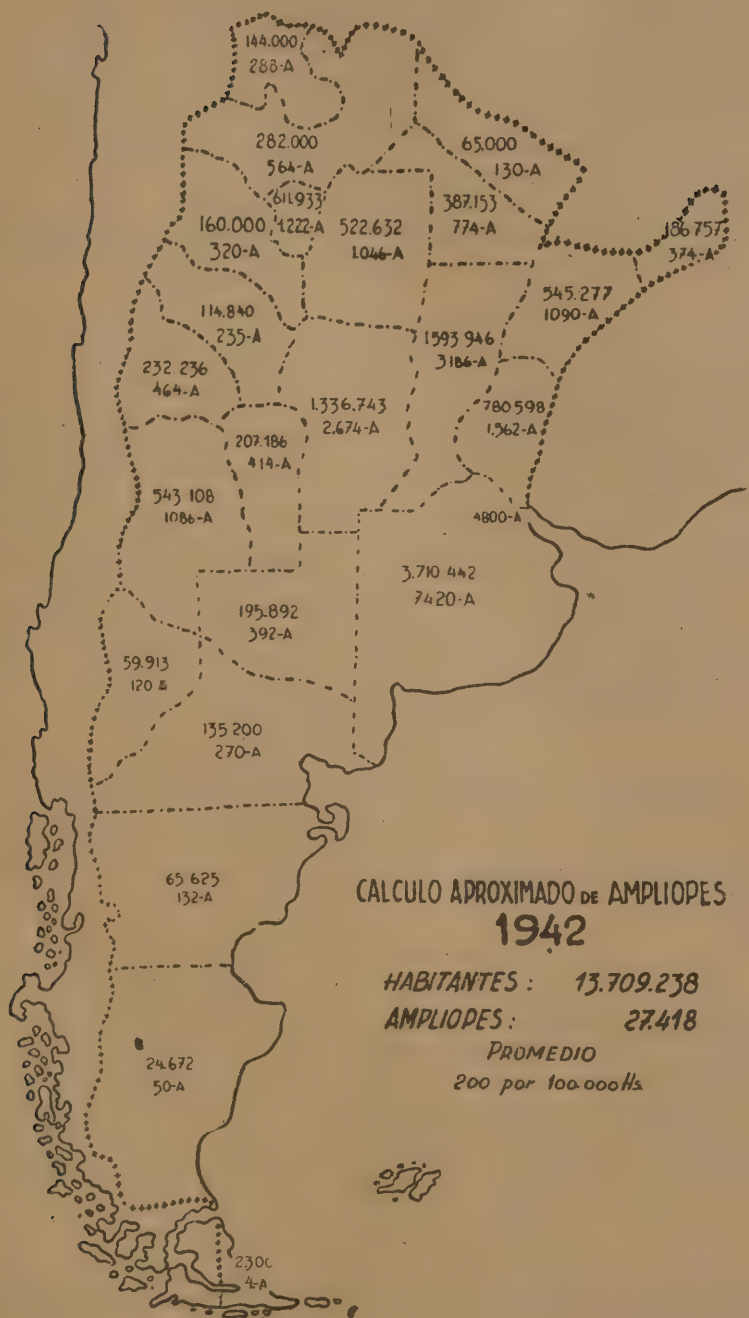 144.000
288-A
282.000
564-A
65.000
130-A
611.933
1.222-A
160.000
320-A
522.632
1.046-A
387.153
774-A
186.757
374-A
545.277
1090-A
114.840
235-A
1593 946
3186-A
232.236
464-A
1.336.743
2.674-A
780.598
1.562-A
207.186
414-A
543 108
1086-A
4800-A
3.710 442
7420-A
195.892
392-A
59.913
120
135 200
270-A
65 625
132-A
CALCULO APROXIMADO DE AMPLIOPES
1942
HABITANTES: 13.709.238
AMPLIOPES: 27.418
PROMEDIO
200 por 100.000 Hs.
24.672
50-A
4-A